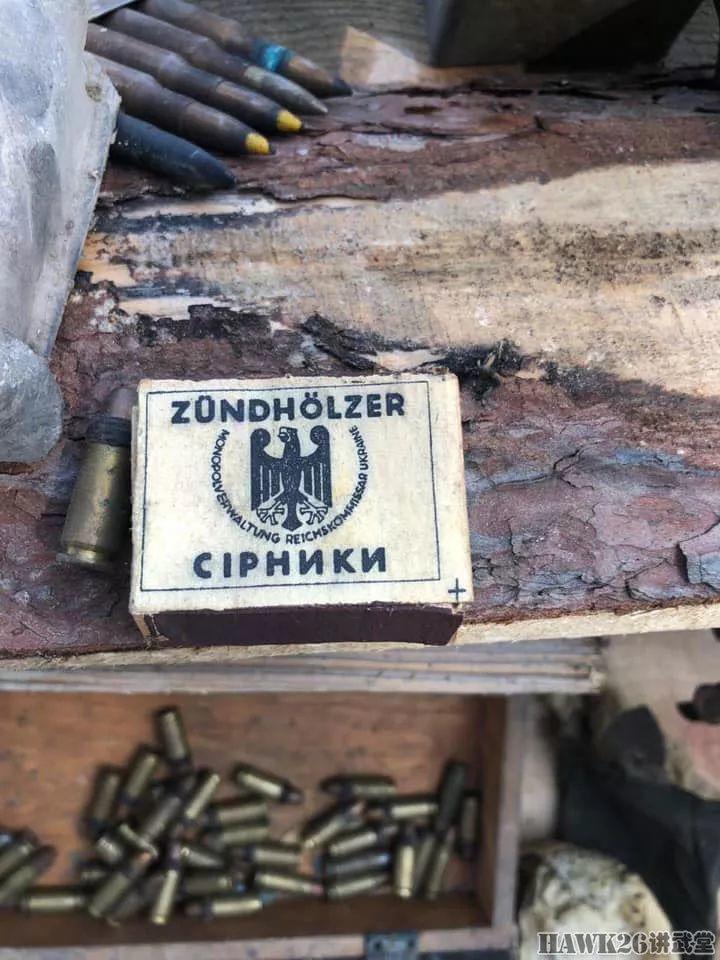 ZÜNDHÖLZER
MONOPOLVERWALTUNG REICHSKOMMISSAR UKRAINE
СІРНИКИ
HAWK26讲武堂